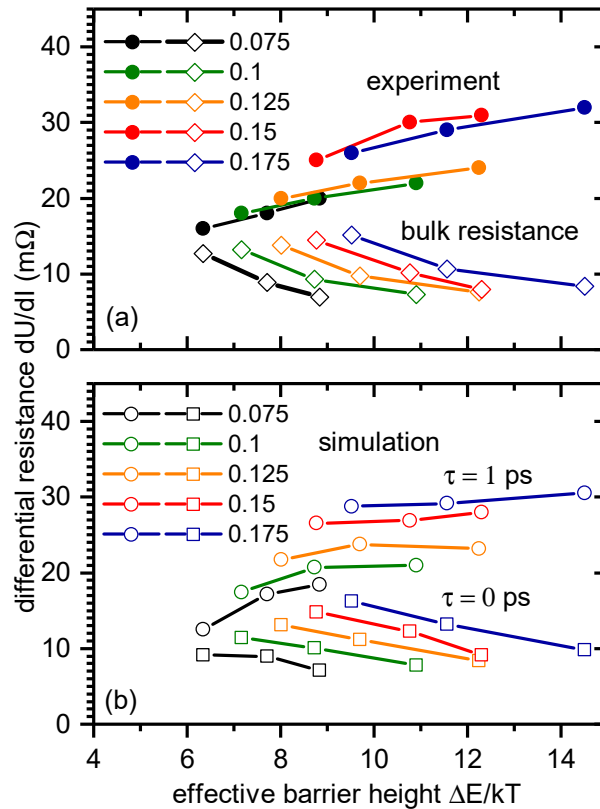 40
30
20
10
0
0.075
0.1
0.125
0.15
0.175
experiment
bulk resistance
(a)
differential resistance dU/dI (mΩ)
40
30
20
10
0
0.075
0.1
0.125
0.15
0.175
simulation
τ = 1 ps
τ = 0 ps
(b)
4 6 8 10 12 14
effective barrier height ΔE/kT